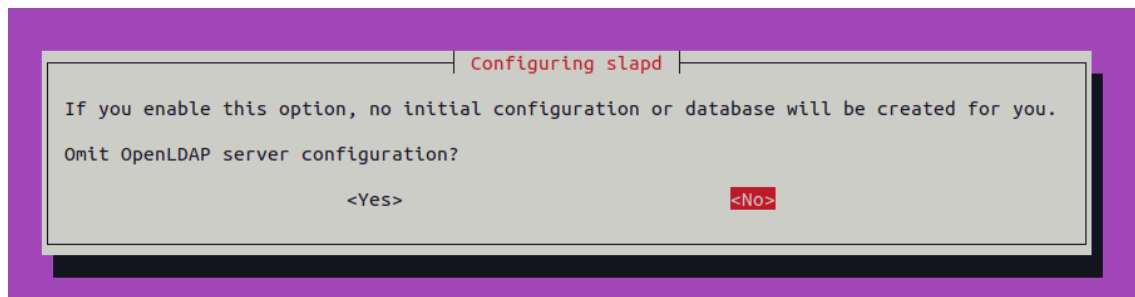 Configuring slapd
If you enable this option, no initial configuration or database will be created for you.
Omit OpenLDAP server configuration?
<Yes> <No>